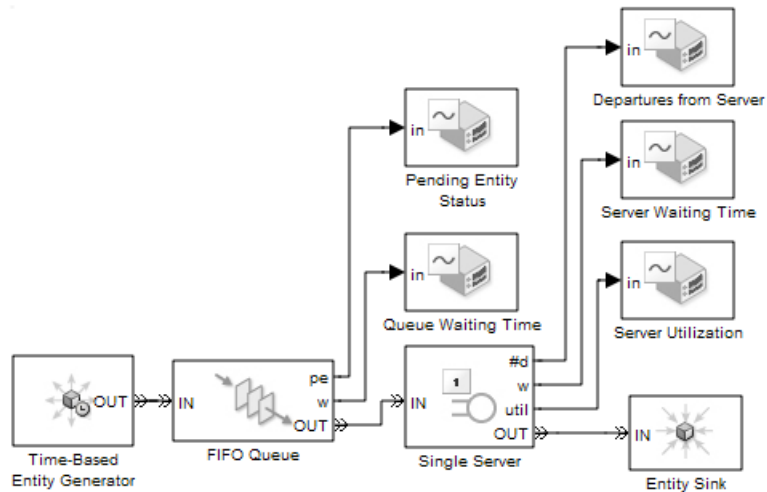 in
Departures from Server
in
Pending Entity
Status
in
Server Waiting Time
in
Queue Waiting Time
in
Server Utilization
OUT
Time-Based
Entity Generator
IN
pe
w
OUT
FIFO Queue
IN
1
#d
w
util
OUT
Single Server
IN
Entity Sink